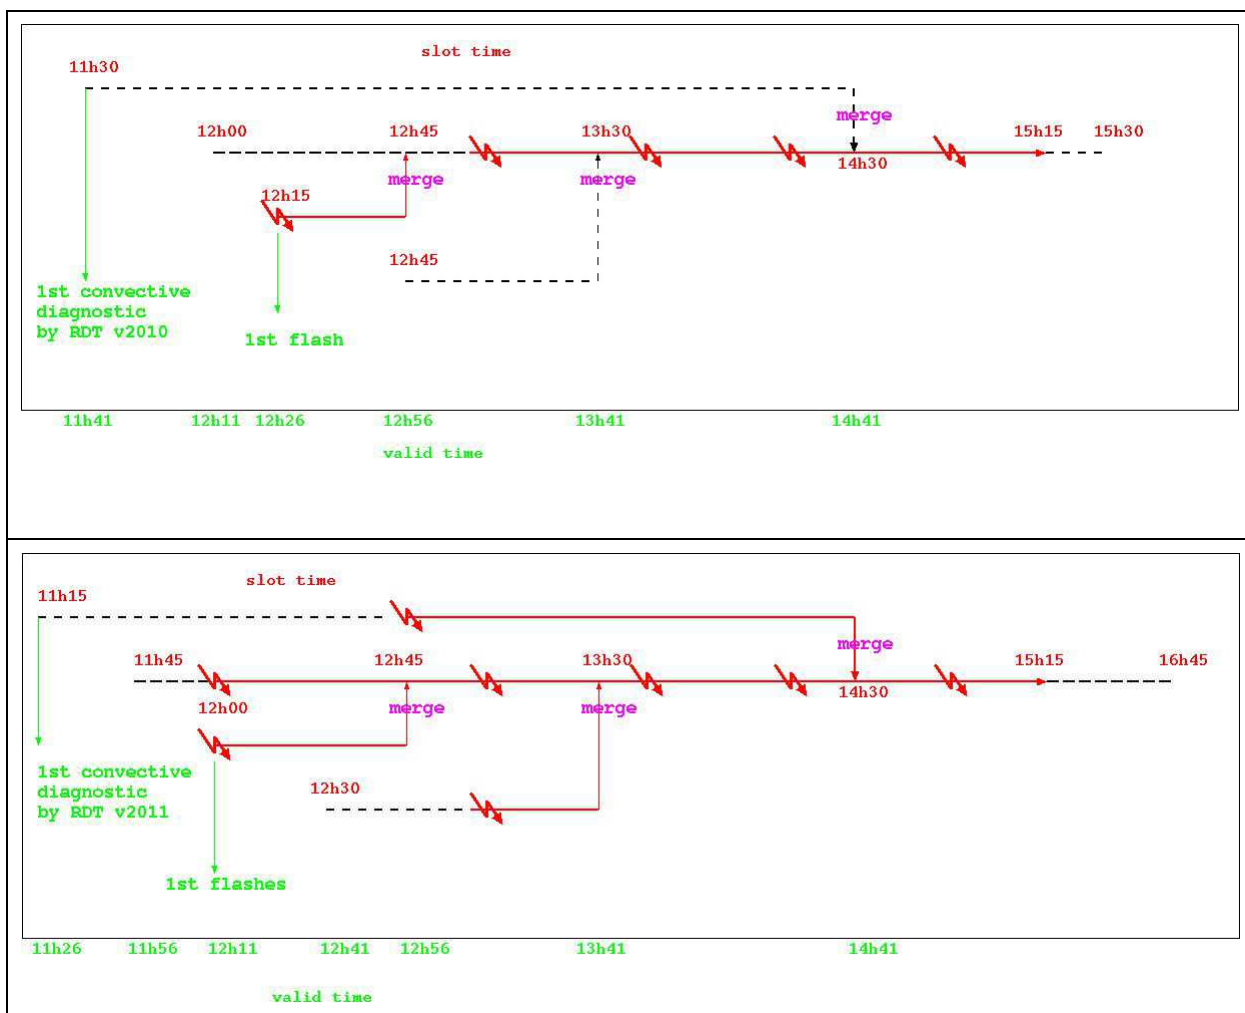 slot time
11h30
merge
12h00 12h45 13h30 15h15 15h30
14h30
merge merge
12h15
12h45
1st convective
diagnostic
by RDT v2010
1st flash
11h41 12h11 12h26 12h56 13h41 14h41
valid time
slot time
11h15
merge
11h45 12h45 13h30 15h15 16h45
14h30
12h00 merge merge
1st convective
diagnostic
by RDT v2011
12h30
1st flashes
11h26 11h56 12h11 12h41 12h56 13h41 14h41
valid time